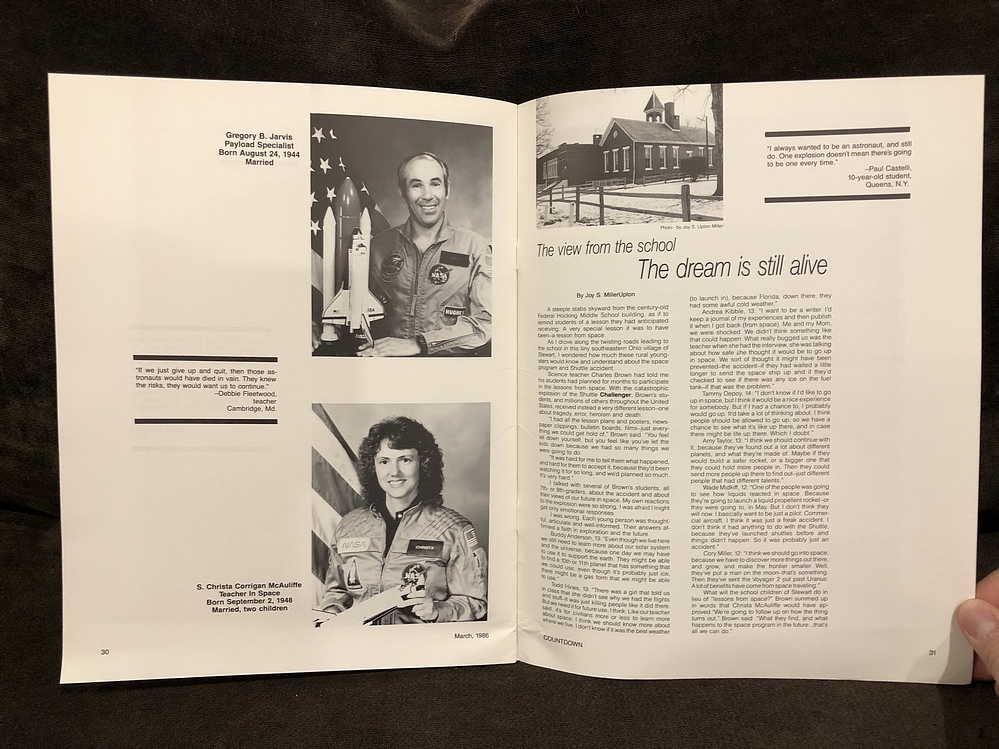 Gregory B. Jarvis
Payload Specialist
Born August 24, 1944
Married
USA
NASA
HUGHES
"If we just give up and quit, then those as-
tronauts would have died in vain. They knew
the risks, they would want us to continue."
–Debbie Fleetwood,
teacher
Cambridge, Md.
NASA
CHRISTA
S. Christa Corrigan McAuliffe
Teacher In Space
Born September 2, 1948
Married, two children
March, 1986
30
Photo by Joy S. Upton Miller
"I always wanted to be an astronaut, and still
do. One explosion doesn't mean there's going
to be one every time."
–Paul Castelli,
10-year-old student,
Queens, N.Y.
The view from the school
The dream is still alive
By Joy S. MillerUpton
A steeple stabs skyward from the century-old
Federal Hocking Middle School building, as if to
remind students of a lesson they had anticipated
receiving. A very special lesson it was to have
been–a lesson from space.
As I drove along the twisting roads leading to
the school in this tiny southeastern Ohio village of
Stewart, I wondered how much these rural young-
sters would know and understand about the space
program and Shuttle accident.
Science teacher Charles Brown had told me
his students had planned for months to participate
in the lessons from space. With the catastrophic
explosion of the Shuttle Challenger, Brown's stu-
dents, and millions of others throughout the United
States, received instead a very different lesson–one
about tragedy, error, heroism and death.
"I had all the lesson plans and posters, news-
paper clippings, bulletin boards, films–just every-
thing we could get hold of," Brown said. "You feel
let down yourself, but you feel like you've let the
kids down because we had so many things we
were going to do.
"It was hard for me to tell them what happened,
and hard for them to accept it, because they'd been
watching it for so long, and we'd planned so much.
It's very hard."
I talked with several of Brown's students, all
7th- or 8th-graders, about the accident and about
their views of our future in space. My own reactions
to the explosion were so strong, I was afraid I might
get only emotional responses.
I was wrong. Each young person was thought-
ful, articulate and well-informed. Their answers af-
firmed a faith in exploration and the future.
Buddy Anderson, 13: "Even though we live here
we still need to learn more about our solar system
and the universe, because one day we may have
to use it to support the earth. They might be able
to find a 10th or 11th planet that has something that
we could use, even though it's probably just ice,
there might be a gas form that we might be able
to use."
Todd Hines, 13: "There was a girl that told us
in class that she didn't see why we had the flights
and stuff–it was just killing people like it did there.
But we need it for future use, I think. Like our teacher
said, it's for civilians more or less to learn more
about space. I think we should know more about
where we live. I don't know if it was the best weather
(to launch in), because Florida, down there, they
had some awful cold weather."
Andrea Kibble, 13: "I want to be a writer. I'd
keep a journal of my experiences and then publish
it when I got back (from space). Me and my Mom,
we were shocked. We didn't think something like
that could happen. What really bugged us was the
teacher when she had the interview, she was talking
about how safe she thought it would be to go up
in space. We sort of thought it might have been
prevented–the accident–if they had waited a little
longer to send the space ship up and if they'd
checked to see if there was any ice on the fuel
tank–if that was the problem."
Tammy Depoy, 14: "I don't know if I'd like to go
up in space, but I think it would be a nice experience
for somebody. But if I had a chance to, I probably
would go. It'd take a lot of thinking about. I think
people should be allowed to go up, so we have a
chance to see what it's like up there, and in case
there might be life up there. Which I doubt."
Amy Taylor, 13: "I think we should continue with
it, because they've found out a lot about different
planets, and what they're made of. Maybe if they
would build a safer rocket, or a bigger one that
they could hold more people in. Then they could
send more people up there to find out–just different
people that had different talents."
Wade Midkiff, 12: "One of the people was going
to see how liquids reacted in space. Because
they're going to launch a liquid propellent rocket–or
they were going to, in May. But I don't think they
will now. I basically want to be just a pilot. Commer-
cial aircraft. I think it was just a freak accident. I
don't think it had anything to do with the Shuttle,
because they've launched shuttles before and
things didn't happen. So it was probably just an
accident."
Cory Miller, 12: "I think we should go into space,
because we have to discover more things out there,
and grow, and make the frontier smaller. Well,
they've put a man on the moon–that's something.
Then they've sent the Voyager 2 out past Uranus.
A lot of benefits have come from space traveling."
What will the school children of Stewart do in
lieu of "lessons from space?" Brown summed up
in words that Christa McAuliffe would have ap-
proved. "We're going to follow up on how the thing
turns out," Brown said. "What they find, and what
happens to the space program in the future...that's
all we can do."
COUNTDOWN
31